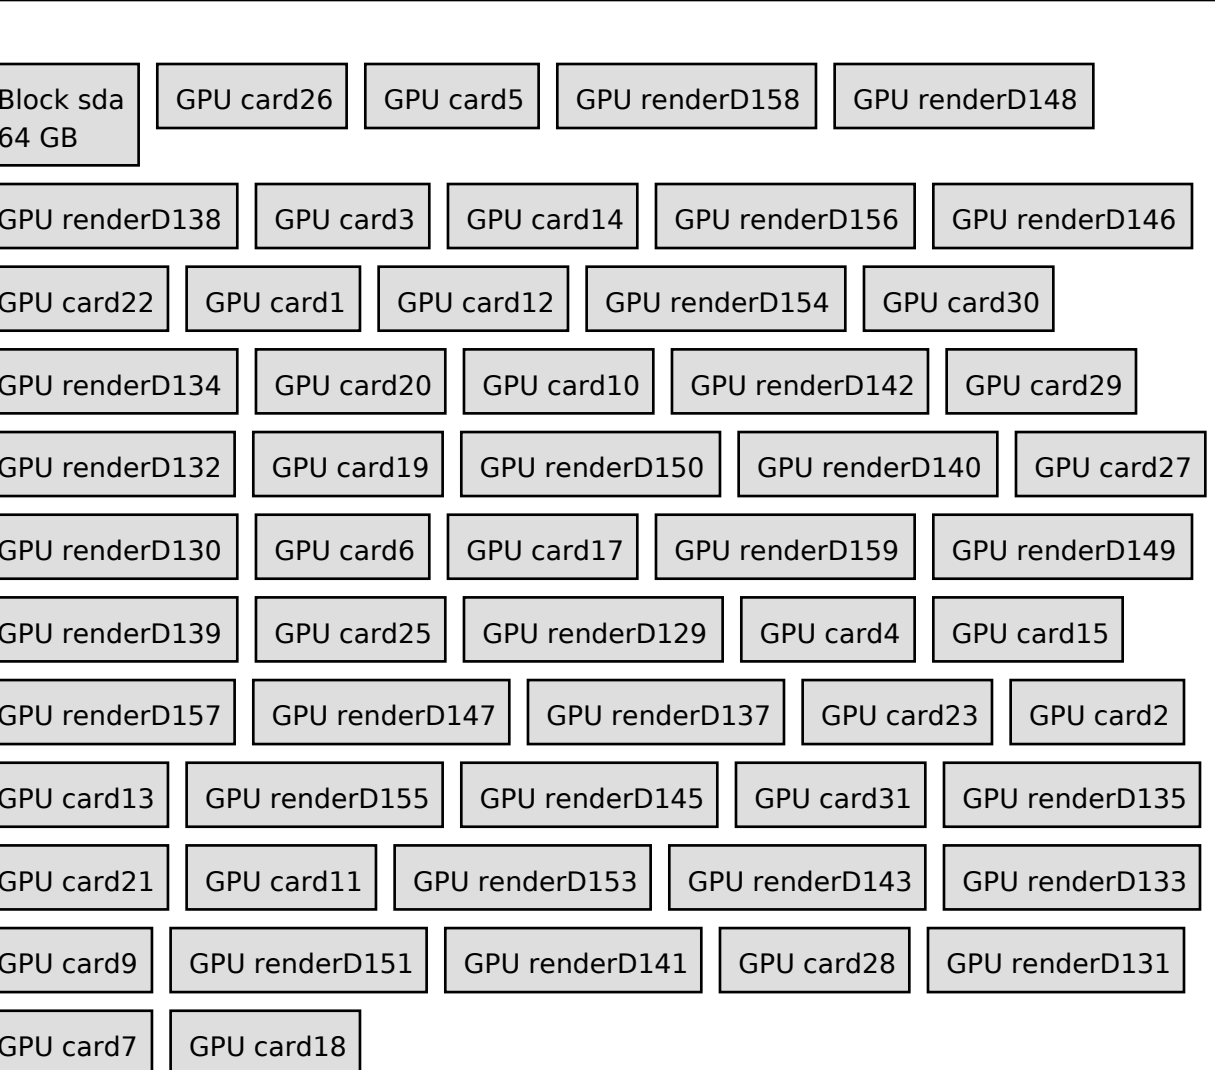 Block sda GPU card26 GPU card5 GPU renderD158 GPU renderD148
64 GB
GPU renderD138 GPU card3 GPU card14 GPU renderD156 GPU renderD146
GPU card22 GPU card1 GPU card12 GPU renderD154 GPU card30
GPU renderD134 GPU card20 GPU card10 GPU renderD142 GPU card29
GPU renderD132 GPU card19 GPU renderD150 GPU renderD140 GPU card27
GPU renderD130 GPU card6 GPU card17 GPU renderD159 GPU renderD149
GPU renderD139 GPU card25 GPU renderD129 GPU card4 GPU card15
GPU renderD157 GPU renderD147 GPU renderD137 GPU card23 GPU card2
GPU card13 GPU renderD155 GPU renderD145 GPU card31 GPU renderD135
GPU card21 GPU card11 GPU renderD153 GPU renderD143 GPU renderD133
GPU card9 GPU renderD151 GPU renderD141 GPU card28 GPU renderD131
GPU card7 GPU card18